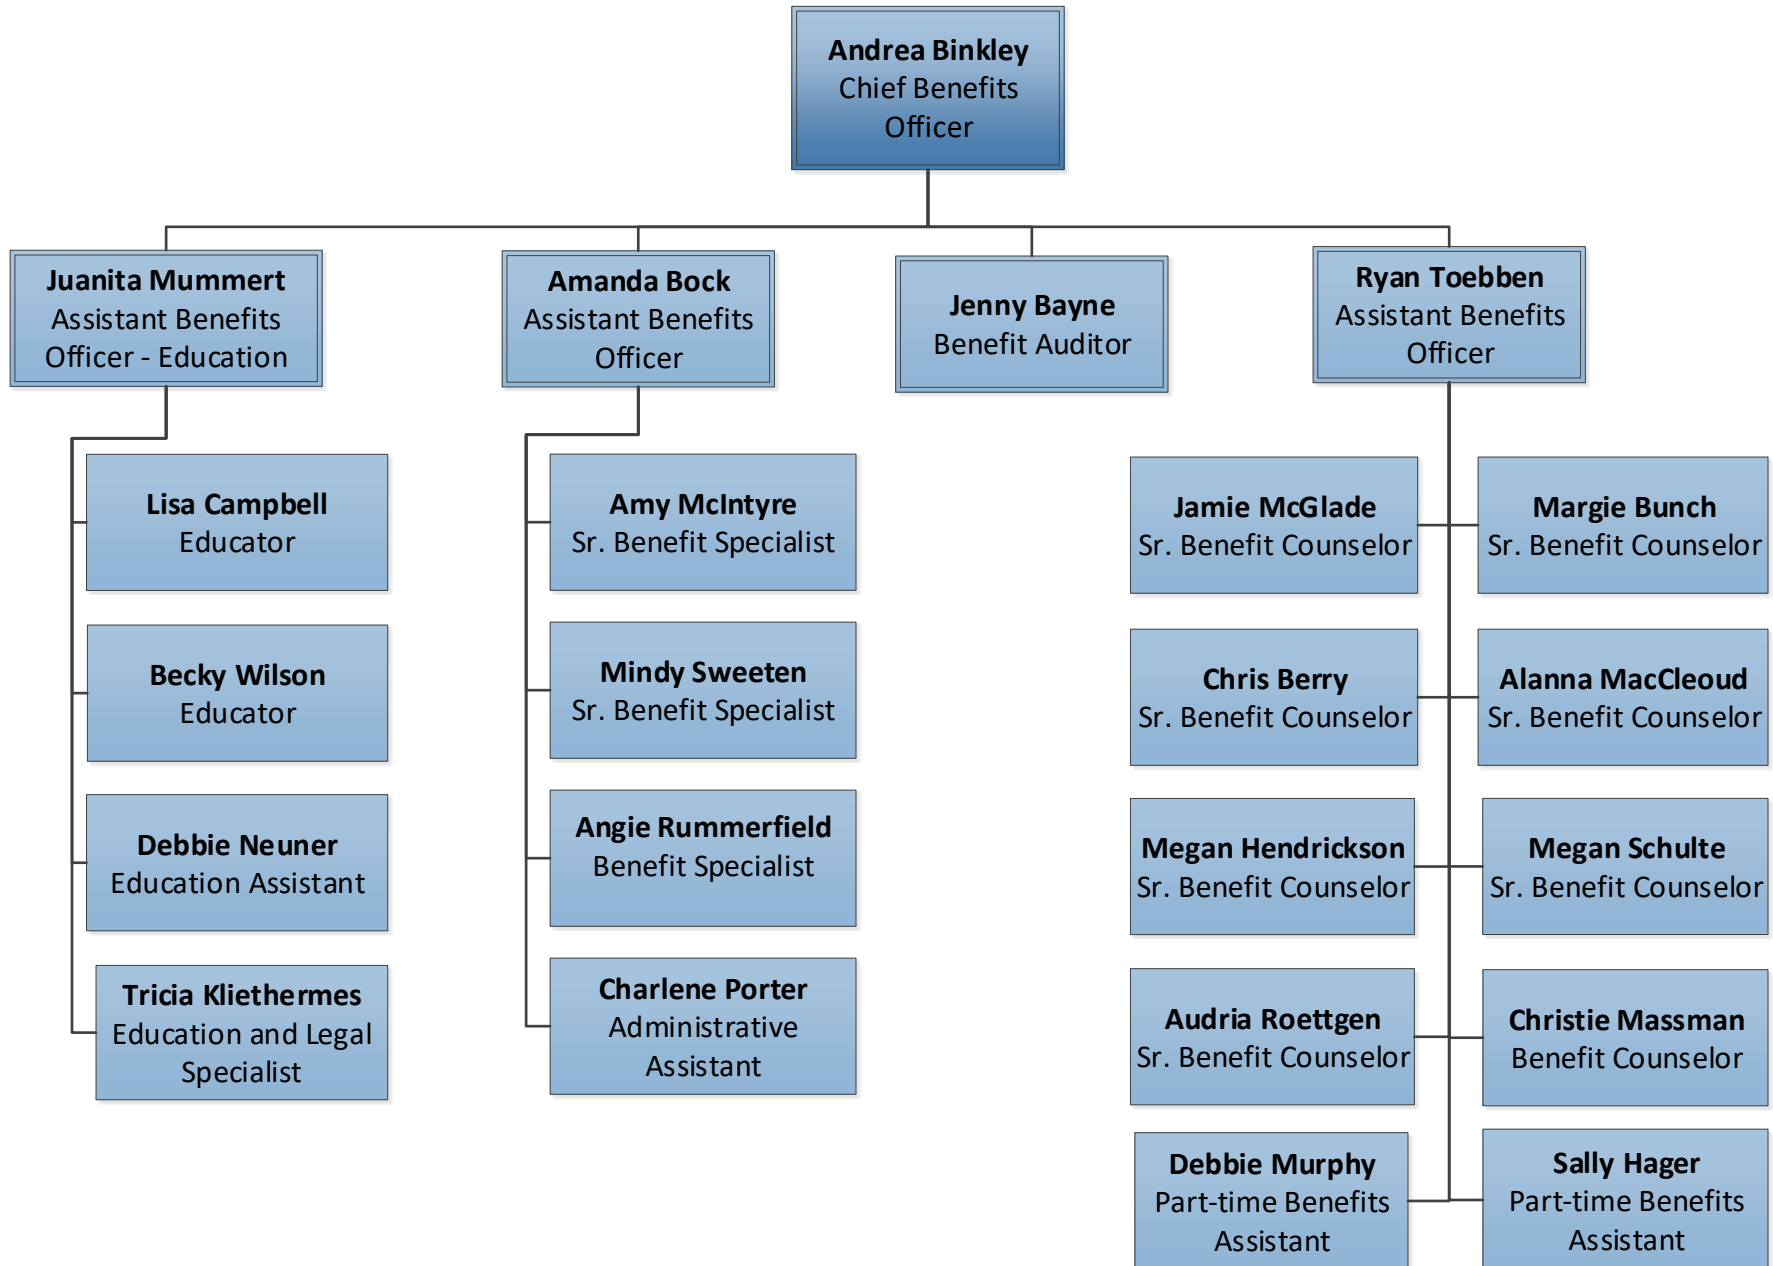 Andrea Binkley
Chief Benefits
Officer
Juanita Mummert
Assistant Benefits
Officer - Education
Amanda Bock
Assistant Benefits
Officer
Jenny Bayne
Benefit Auditor
Ryan Toebben
Assistant Benefits
Officer
Lisa Campbell
Educator
Becky Wilson
Educator
Debbie Neuner
Education Assistant
Tricia Kliethermes
Education and Legal
Specialist
Amy McIntyre
Sr. Benefit Specialist
Mindy Sweeten
Sr. Benefit Specialist
Angie Rummerfield
Benefit Specialist
Charlene Porter
Administrative
Assistant
Jamie McGlade
Sr. Benefit Counselor
Margie Bunch
Sr. Benefit Counselor
Chris Berry
Sr. Benefit Counselor
Alanna MacCleoud
Sr. Benefit Counselor
Megan Hendrickson
Sr. Benefit Counselor
Megan Schulte
Sr. Benefit Counselor
Audria Roettgen
Sr. Benefit Counselor
Christie Massman
Benefit Counselor
Debbie Murphy
Part-time Benefits
Assistant
Sally Hager
Part-time Benefits
Assistant